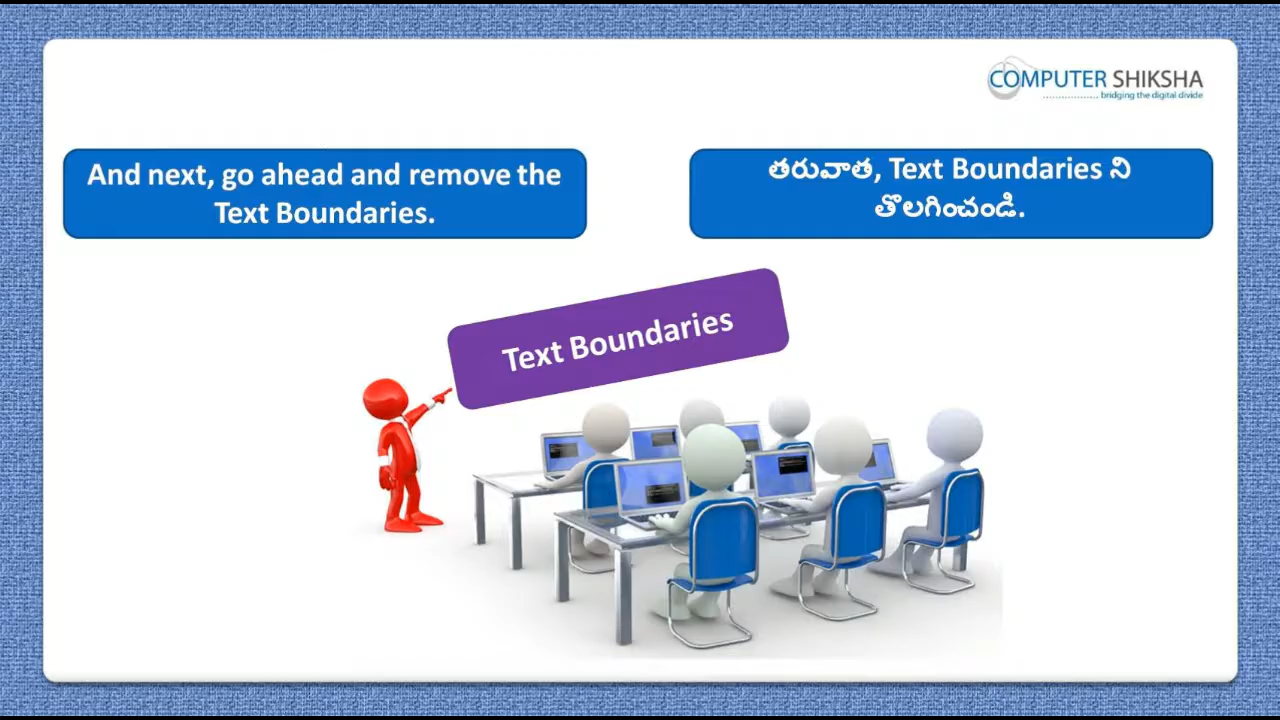 COMPUTER SHIKSHA
bridging the digital divide
And next, go ahead and remove the
Text Boundaries.
తరువాత, Text Boundaries ని
తొలగించండి.
Text Boundaries